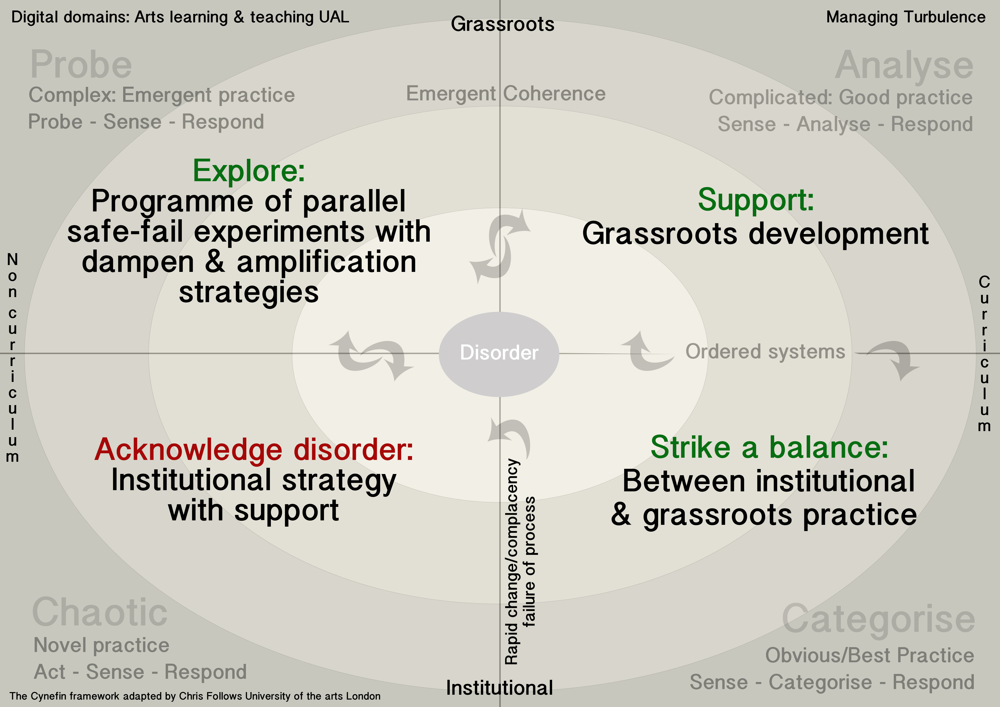 Digital domains: Arts learning & teaching UAL
Managing Turbulence
Grassroots
Probe
Complex: Emergent practice
Probe - Sense - Respond
Emergent Coherence
Analyse
Complicated: Good practice
Sense - Analyse - Respond
Explore:
Programme of parallel
safe-fail experiments with
dampen & amplification
strategies
Support:
Grassroots development
Non curriculum
Disorder
Ordered systems
Curriculum
Acknowledge disorder:
Institutional strategy
with support
Strike a balance:
Between institutional
& grassroots practice
Rapid change/complacency
failure of process
Chaotic
Novel practice
Act - Sense - Respond
Categorise
Obvious/Best Practice
Sense - Categorise - Respond
Institutional
The Cynefin framework adapted by Chris Follows University of the arts London